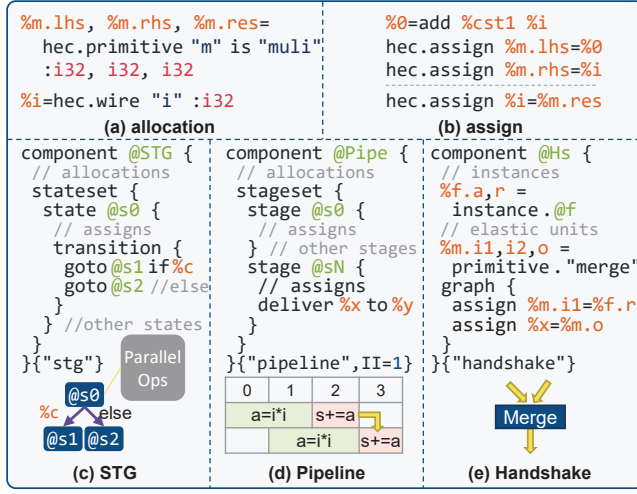 %m.lhs, %m.rhs, %m.res=
hec.primitive "m" is "muli"
:i32, i32, i32
%i=hec.wire "i" :i32
(a) allocation
%0=add %cst1 %i
hec.assign %m.lhs=%0
hec.assign %m.rhs=%i
hec.assign %i=%m.res
(b) assign
component @STG {
// allocations
stateset {
state @s0 {
// assigns
transition {
goto @s1 if %c
goto @s2 //else
}
} //other states
}
}{"stg"}
Parallel
Ops
@s0
%c
else
@s1
@s2
(c) STG
component @Pipe {
// allocations
stageset {
stage @s0 {
// assigns
} // other stages
stage @sN {
// assigns
deliver %x to %y
}
}
}{"pipeline",II=1}
0 1 2 3
a=i*i s+=a
a=i*i s+=a
(d) Pipeline
component @Hs {
// instances
%f.a,r =
instance.@f
// elastic units
%m.i1,i2,o =
primitive."merge"
graph {
assign %m.i1=%f.r
assign %x=%m.o
}
}{"handshake"}
Merge
(e) Handshake